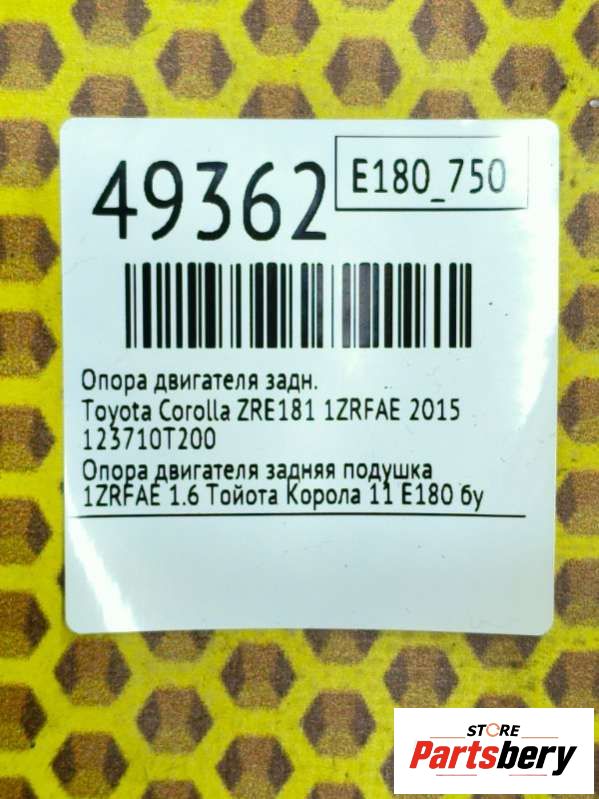 49362
E180_750
Опора двигателя задн.
Toyota Corolla ZRE181 1ZRFAE 2015
123710T200
Опора двигателя задняя подушка
1ZRFAE 1.6 Тойота Корола 11 Е180 бу
STORE
Partsbery